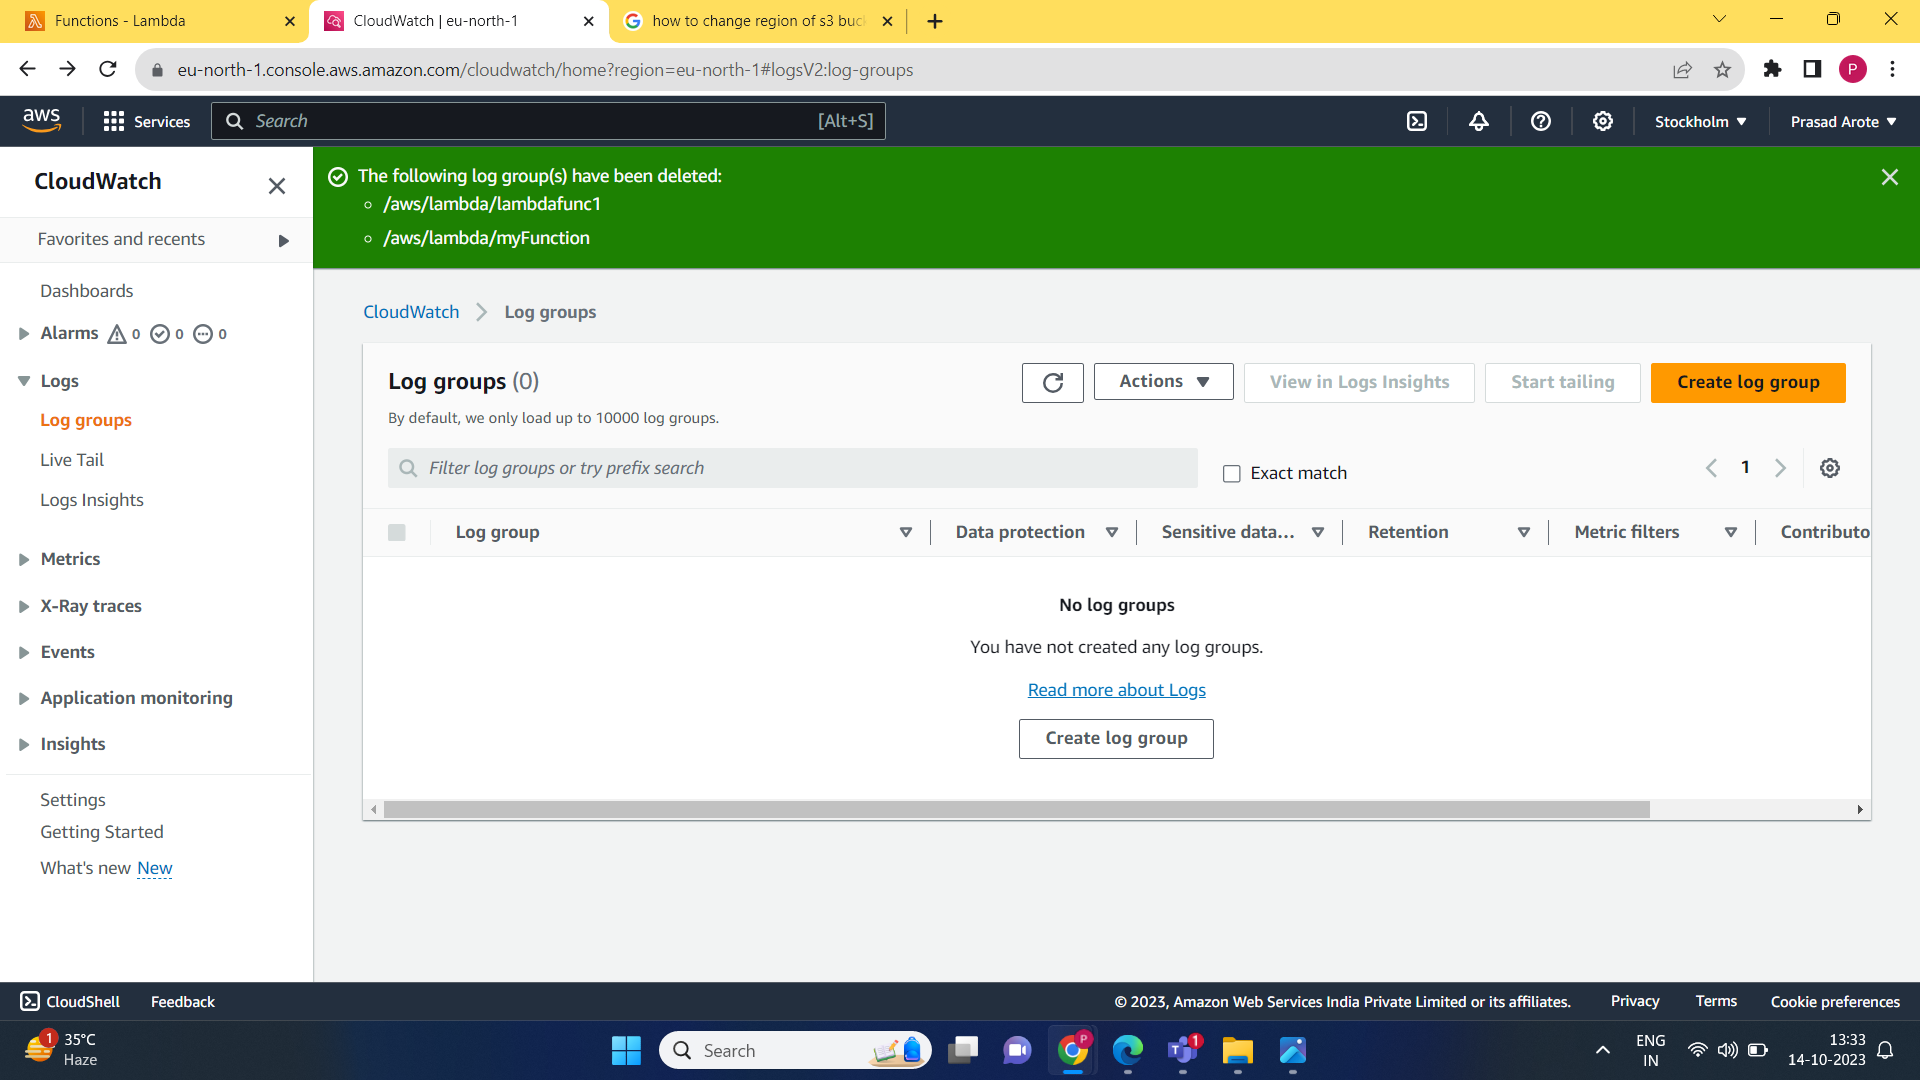 Functions - Lambda
CloudWatch | eu-north-1
how to change region of s3 buc
eu-north-1.console.aws.amazon.com/cloudwatch/home?region=eu-north-1#logsV2:log-groups
P
aws
Services
Search
[Alt+S]
Stockholm
Prasad Arote
CloudWatch
Favorites and recents
Dashboards
Alarms 0 0 0
Logs
Log groups
Live Tail
Logs Insights
Metrics
X-Ray traces
Events
Application monitoring
Insights
Settings
Getting Started
What's new New
The following log group(s) have been deleted:
/aws/lambda/lambdafunc1
/aws/lambda/myFunction
CloudWatch
Log groups
Log groups (0)
Actions
View in Logs Insights
Start tailing
Create log group
By default, we only load up to 10000 log groups.
Filter log groups or try prefix search
Exact match
1
Log group
Data protection
Sensitive data...
Retention
Metric filters
Contributo
No log groups
You have not created any log groups.
Read more about Logs
Create log group
CloudShell
Feedback
© 2023, Amazon Web Services India Private Limited or its affiliates.
Privacy
Terms
Cookie preferences
1
35°C
Haze
Search
P
1
ENG
IN
13:33
14-10-2023